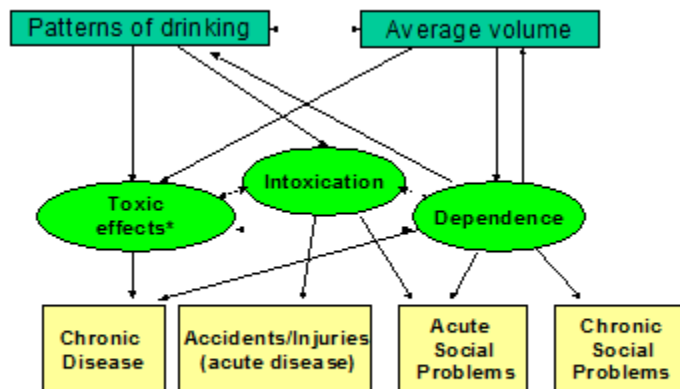 Patterns of drinking
Average volume
Intoxication
Toxic
effects*
Dependence
Chronic
Disease
Accidents/Injuries
(acute disease)
Acute
Social
Problems
Chronic
Social
Problems